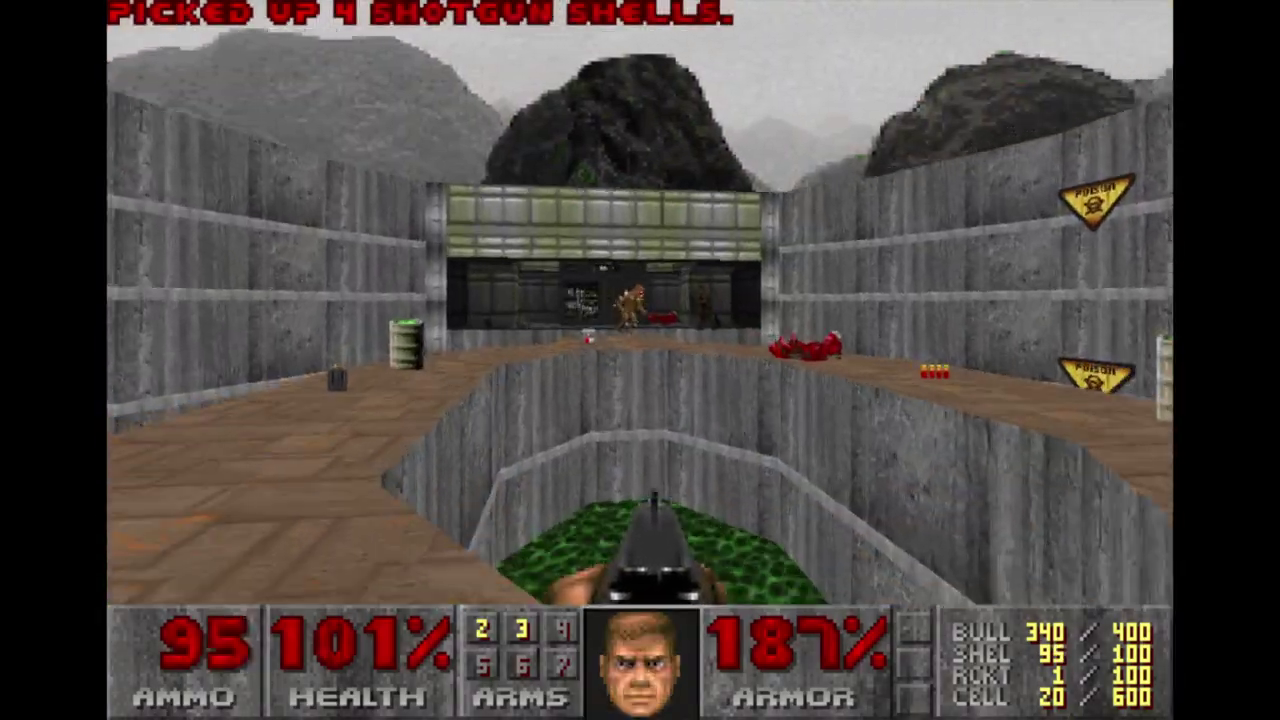 PICKED UP 4 SHOTGUN SHELLS.
POISON
POISON
95 101% 2 3 4 187% BULL 340 / 400
5 6 7 SHEL 95 / 100
RCKT 1 / 100
AMMO HEALTH ARMS ARMOR CELL 20 / 600